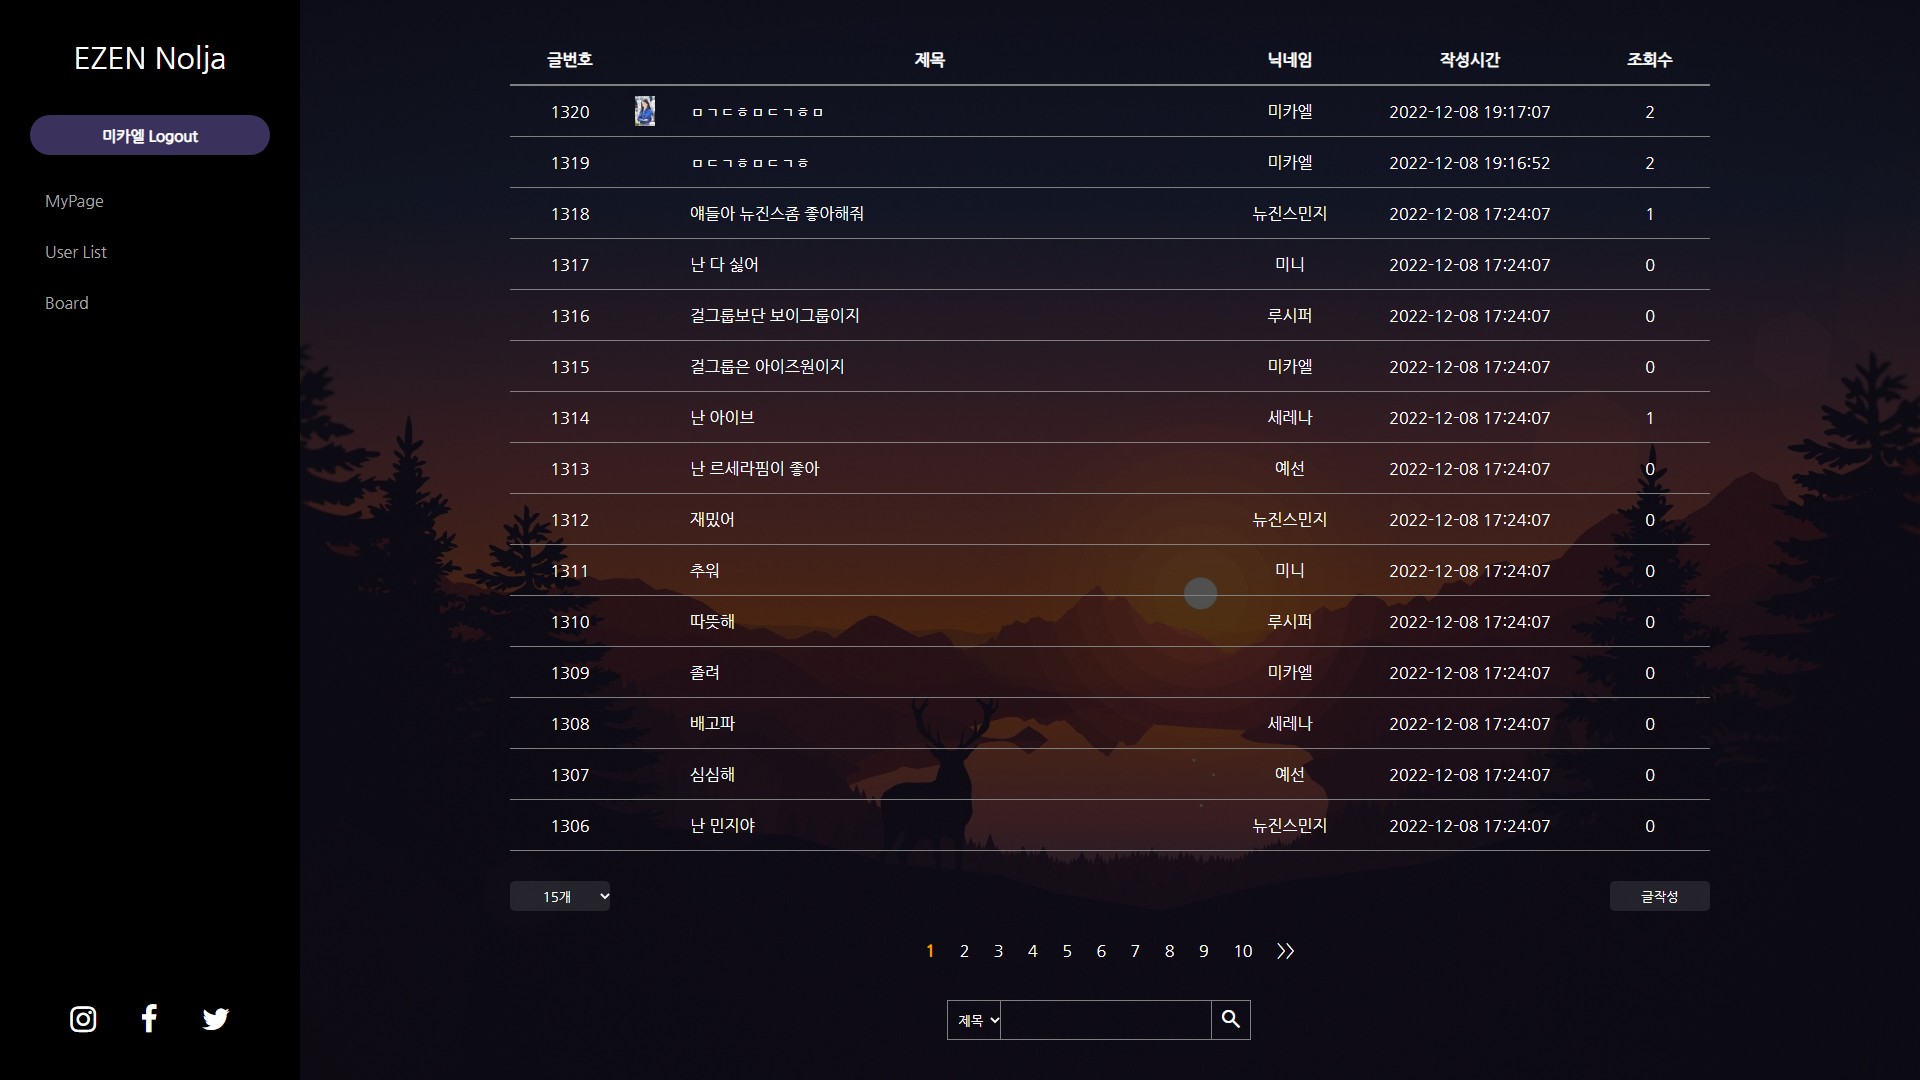 EZEN Nolja
미카엘 Logout
MyPage
User List
Board
글번호 제목 닉네임 작성시간 조회수
1320 ㅁㄱㄷㅎㅁㄷㄱㅎㅁ 미카엘 2022-12-08 19:17:07 2
1319 ㅁㄷㄱㅎㅁㄷㄱㅎ 미카엘 2022-12-08 19:16:52 2
1318 얘들아 뉴진스좀 좋아해줘 뉴진스민지 2022-12-08 17:24:07 1
1317 난 다 싫어 미니 2022-12-08 17:24:07 0
1316 걸그룹보단 보이그룹이지 루시퍼 2022-12-08 17:24:07 0
1315 걸그룹은 아이즈원이지 미카엘 2022-12-08 17:24:07 0
1314 난 아이브 세레나 2022-12-08 17:24:07 1
1313 난 르세라핌이 좋아 예선 2022-12-08 17:24:07 0
1312 재밌어 뉴진스민지 2022-12-08 17:24:07 0
1311 추워 미니 2022-12-08 17:24:07 0
1310 따뜻해 루시퍼 2022-12-08 17:24:07 0
1309 졸려 미카엘 2022-12-08 17:24:07 0
1308 배고파 세레나 2022-12-08 17:24:07 0
1307 심심해 예선 2022-12-08 17:24:07 0
1306 난 민지야 뉴진스민지 2022-12-08 17:24:07 0
15개 글작성
1 2 3 4 5 6 7 8 9 10
제목